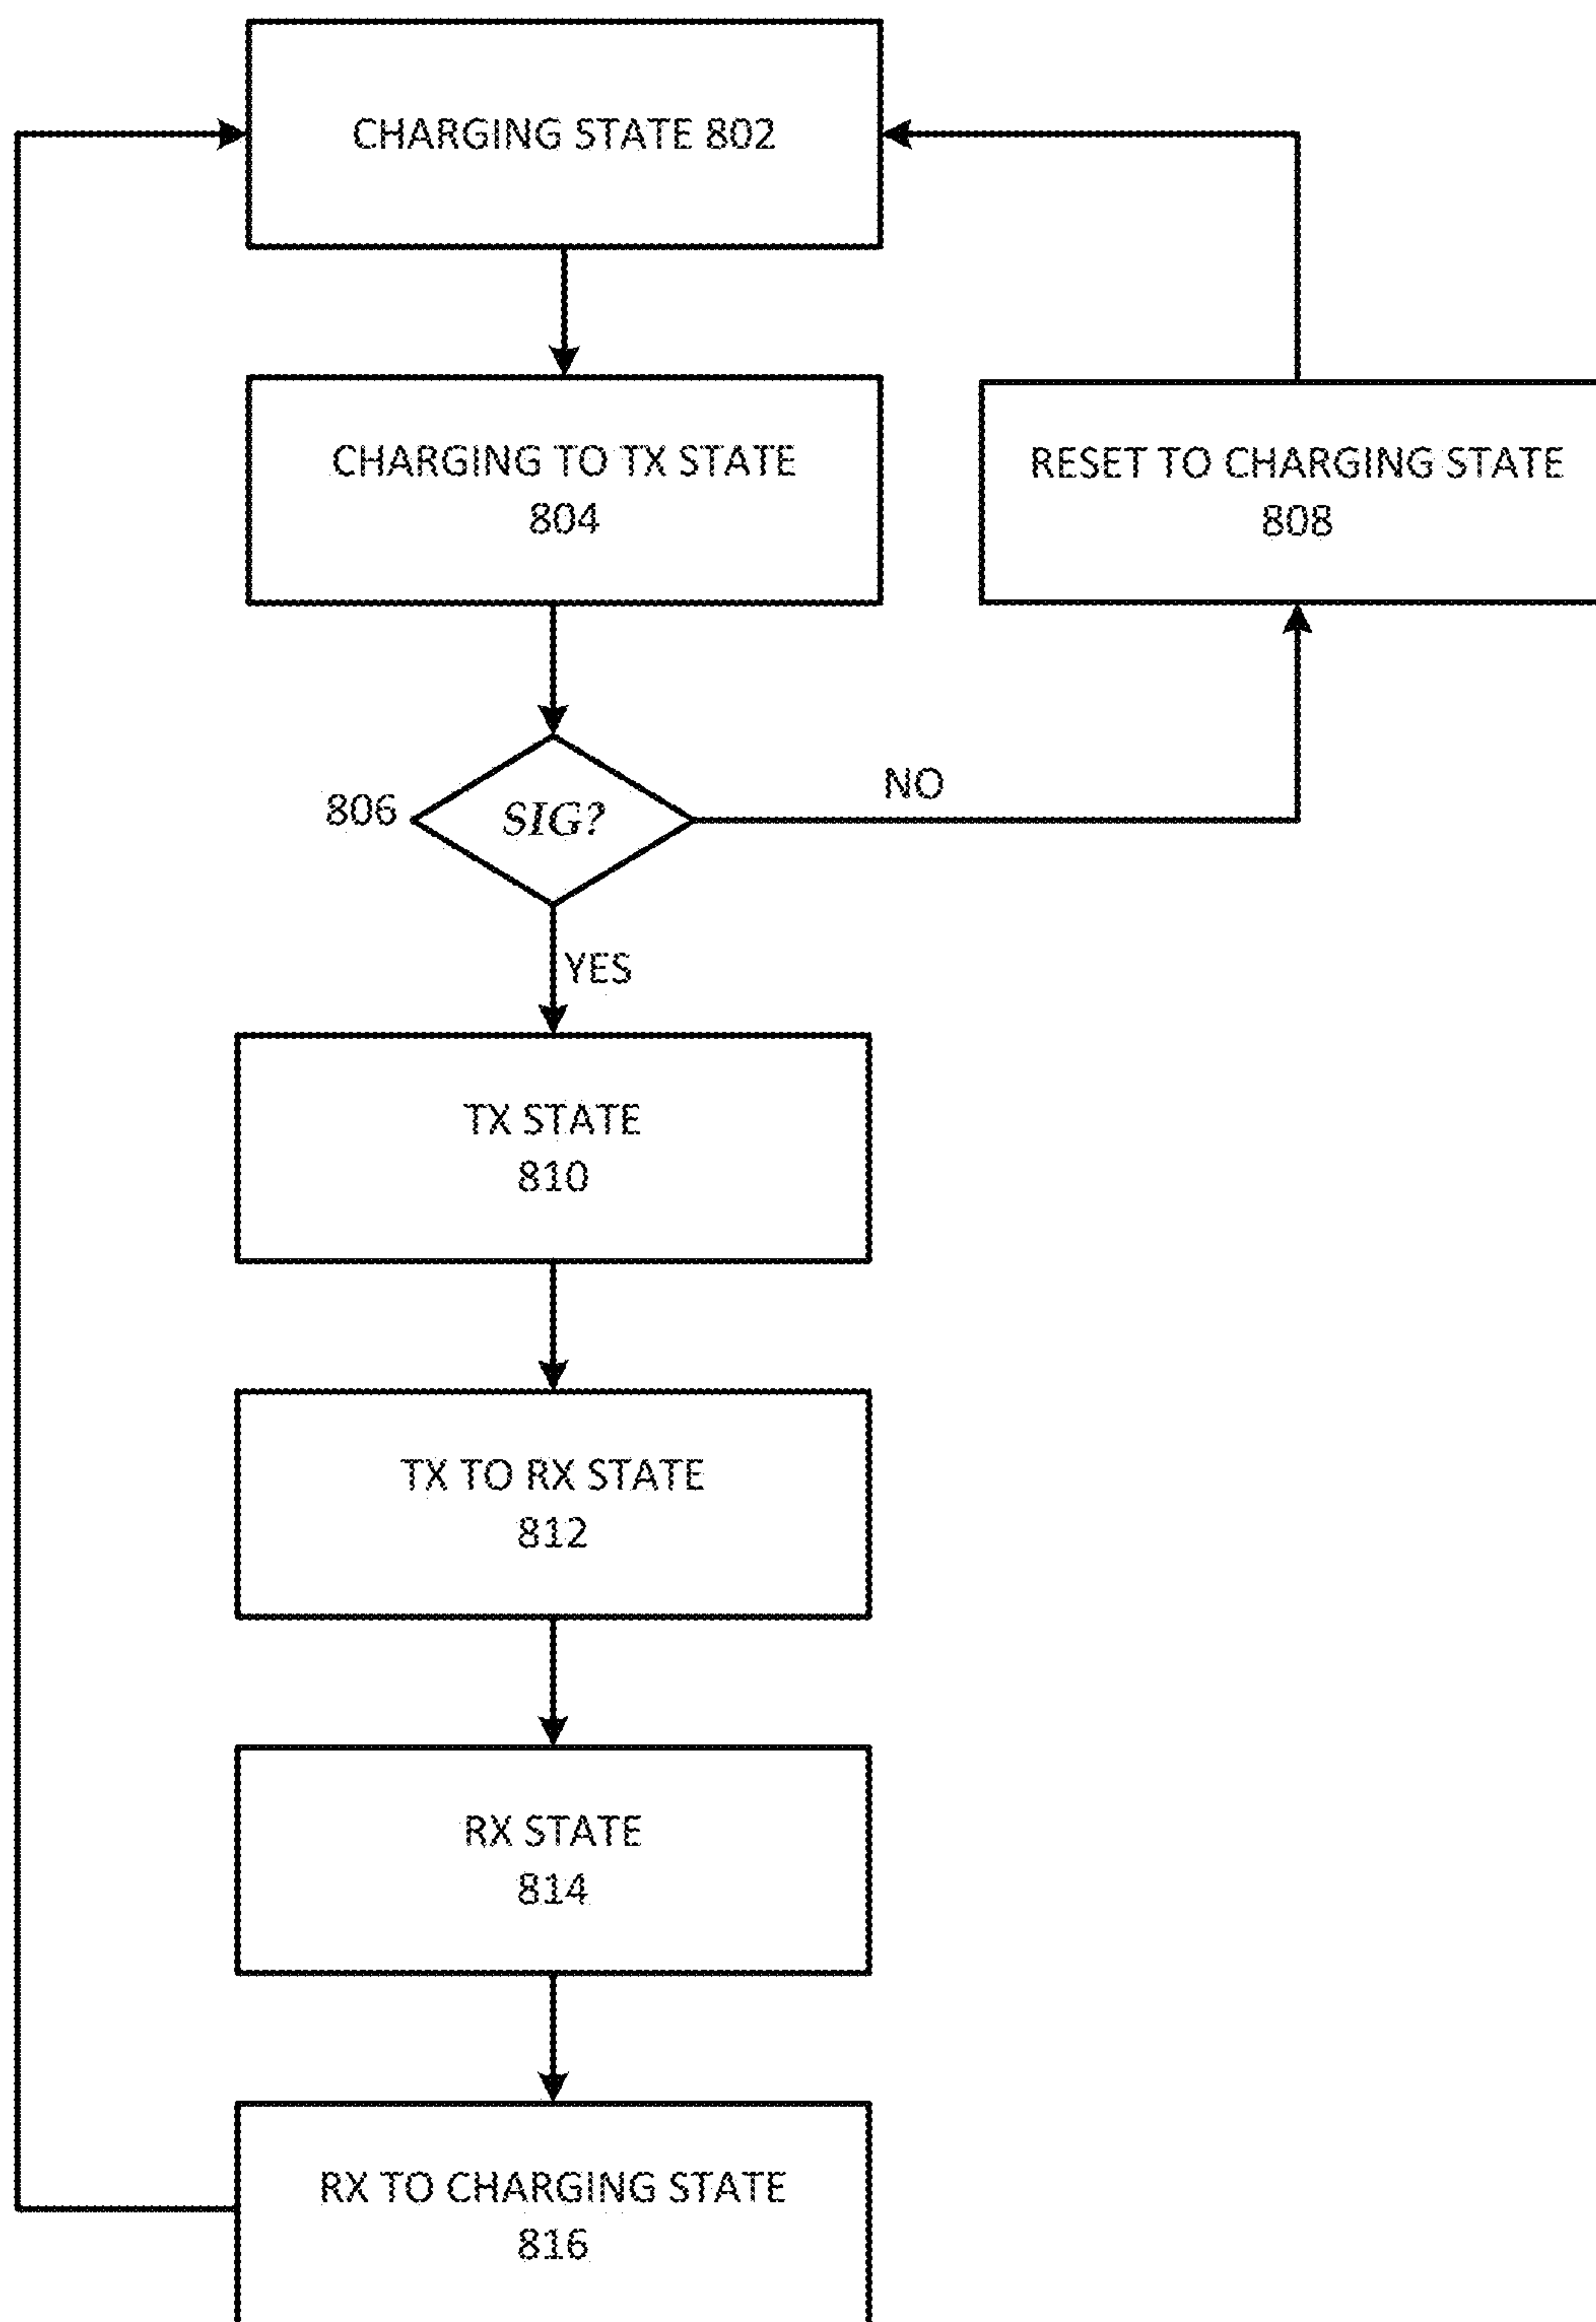 CHARGING STATE 802
CHARGING TO TX STATE
804
RESET TO CHARGING STATE
808
806
SIG?
NO
YES
TX STATE
810
TX TO RX STATE
812
RX STATE
814
RX TO CHARGING STATE
816